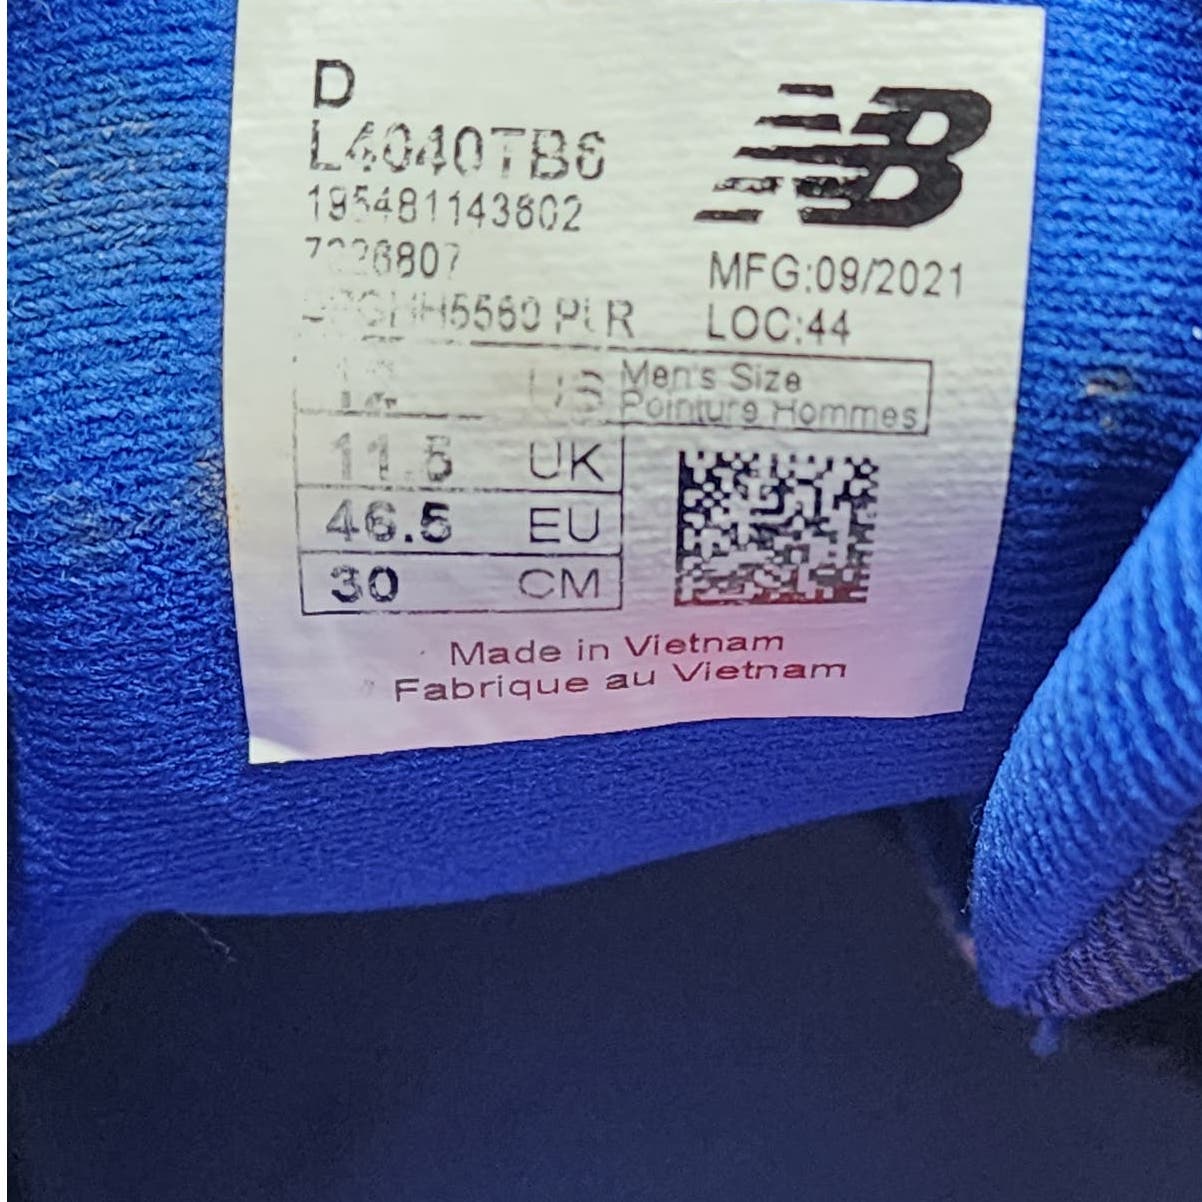 D
L4040TB6
195481143602
MFG:09/2021
LOC:44
12 US
Men's Size
Pointure Hommes
11.5 UK
46.5 EU
30 CM
Made in Vietnam
Fabrique au Vietnam